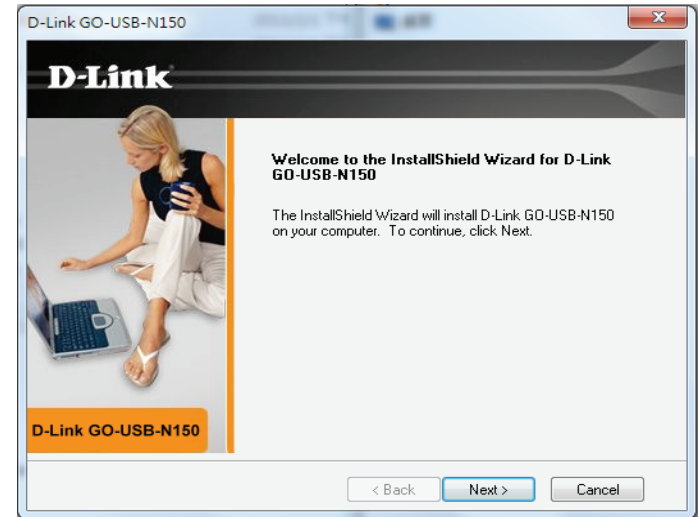 D-Link GO-USB-N150
D-Link
Welcome to the InstallShield Wizard for D-Link
GO-USB-N150
The InstallShield Wizard will install D-Link GO-USB-N150
on your computer. To continue, click Next.
D-Link GO-USB-N150
< Back
Next >
Cancel